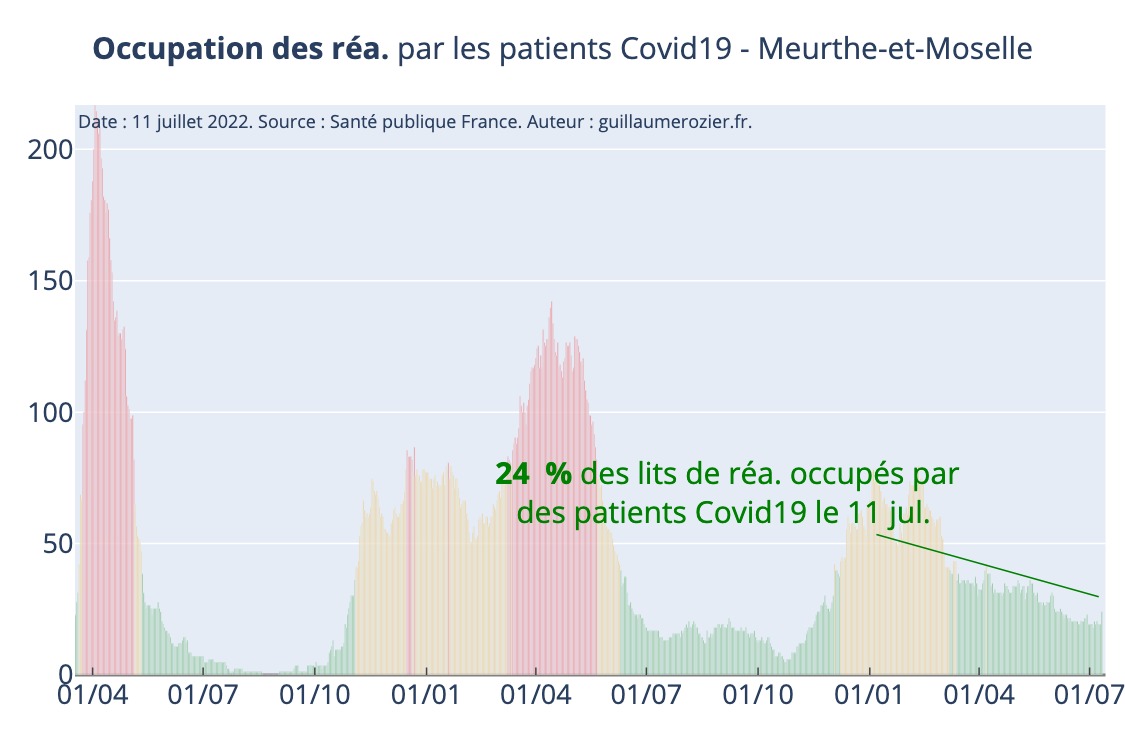 Occupation des réa. par les patients Covid19 - Meurthe-et-Moselle
Date : 11 juillet 2022. Source : Santé publique France. Auteur : guillaumerozier.fr.
200
150
100
50
0
24 % des lits de réa. occupés par
des patients Covid19 le 11 jul.
01/04 01/07 01/10 01/01 01/04 01/07 01/10 01/01 01/04 01/07